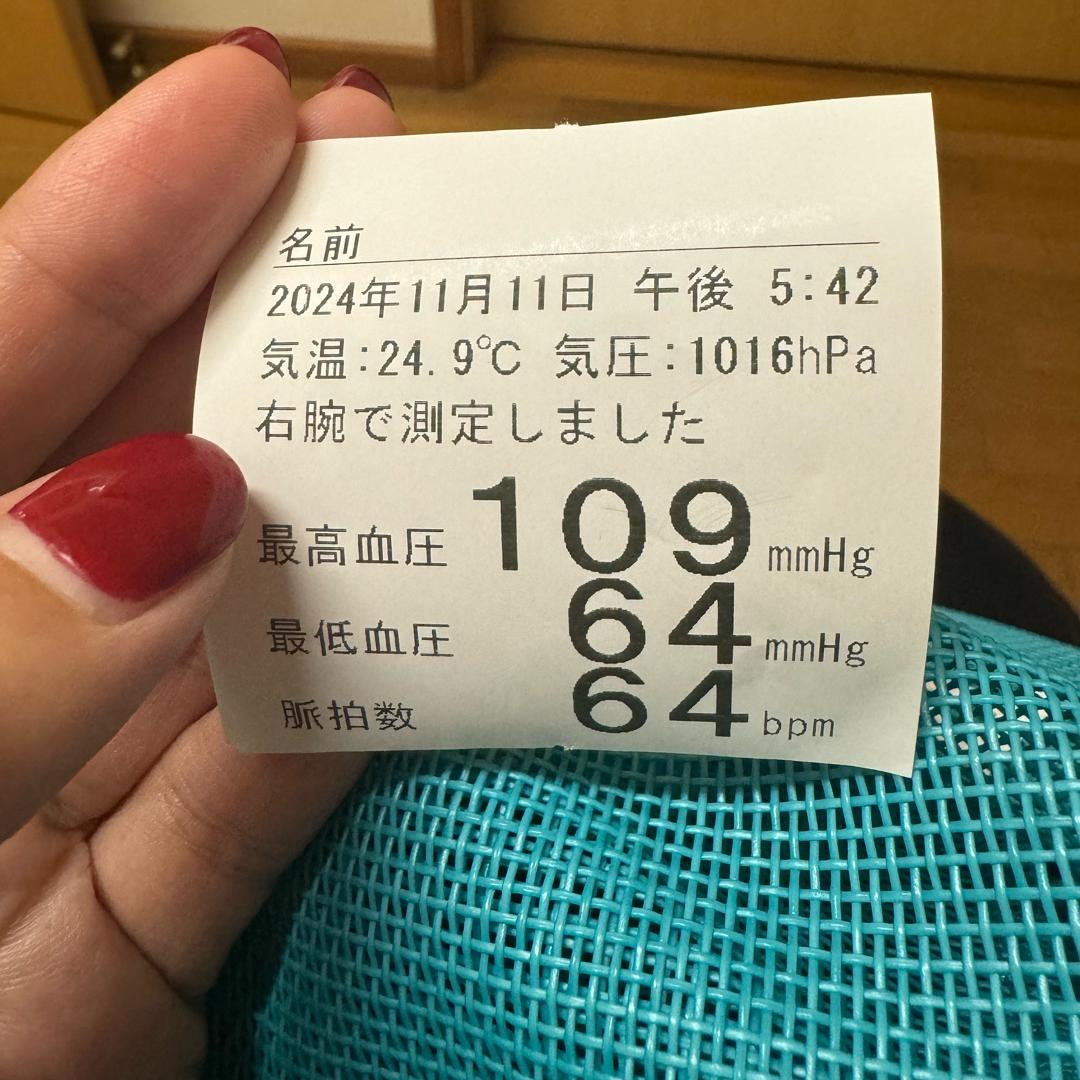 名前
2024年11月11日 午後 5:42
気温:24.9℃ 気圧:1016hPa
右腕で測定しました
最高血圧 109 mmHg
最低血圧 64 mmHg
脈拍数 64 bpm